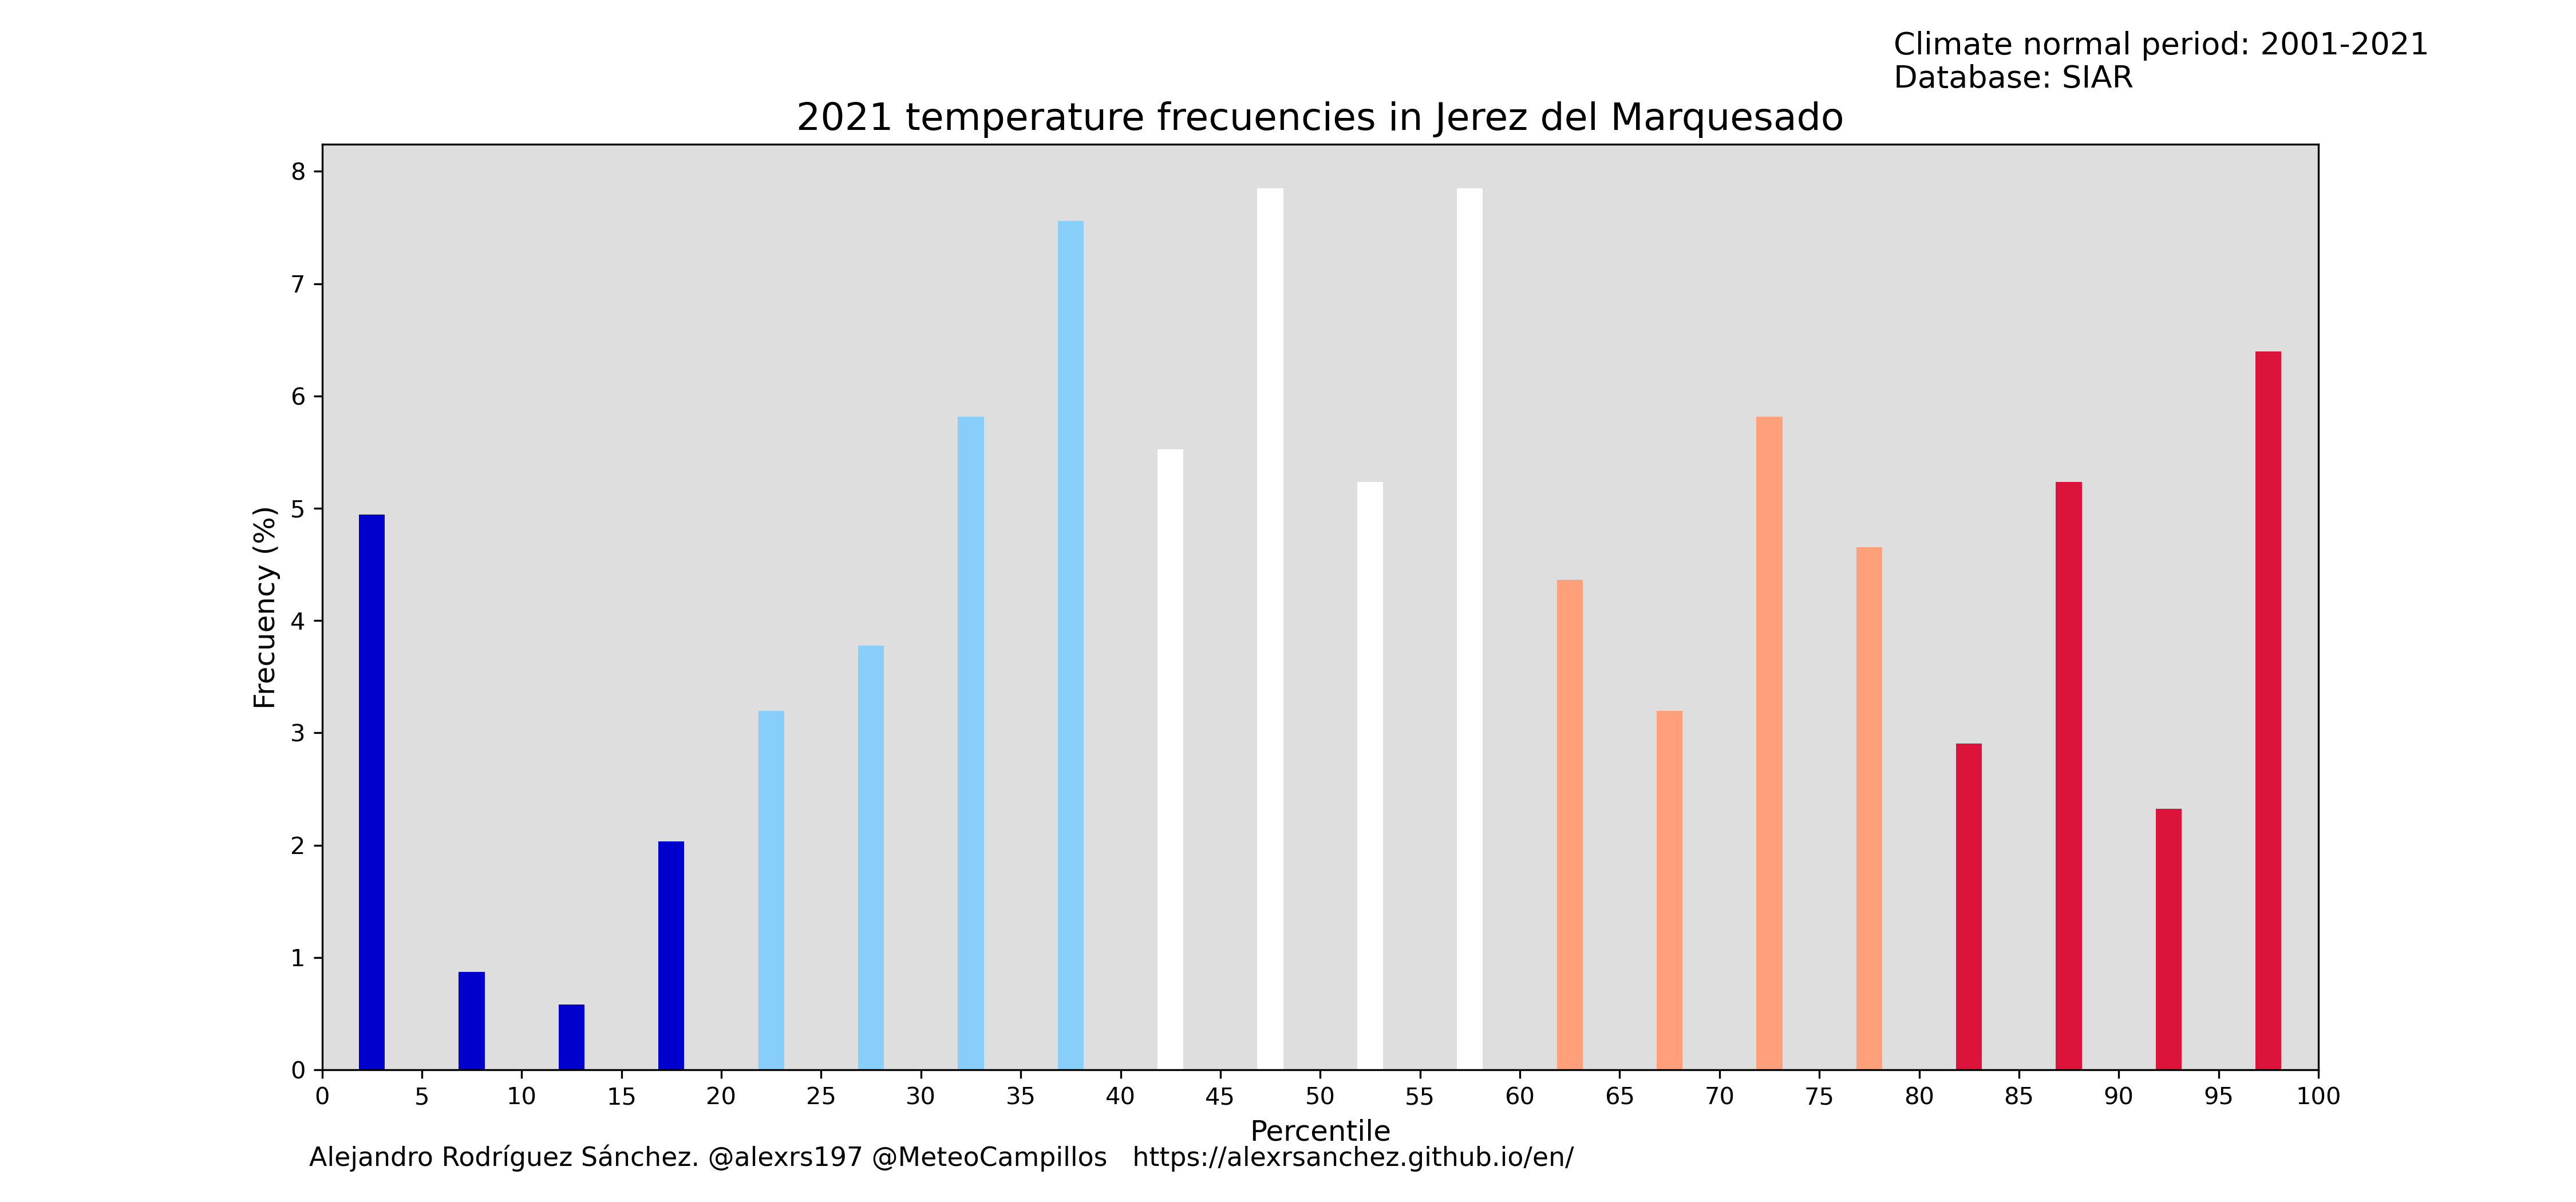 Climate normal period: 2001-2021
Database: SIAR
2021 temperature frecuencies in Jerez del Marquesado
8
7
6
5
4
3
2
1
0
Frecuency (%)
0 5 10 15 20 25 30 35 40 45 50 55 60 65 70 75 80 85 90 95 100
Percentile
Alejandro Rodríguez Sánchez. @alexrs197 @MeteoCampillos https://alexrsanchez.github.io/en/